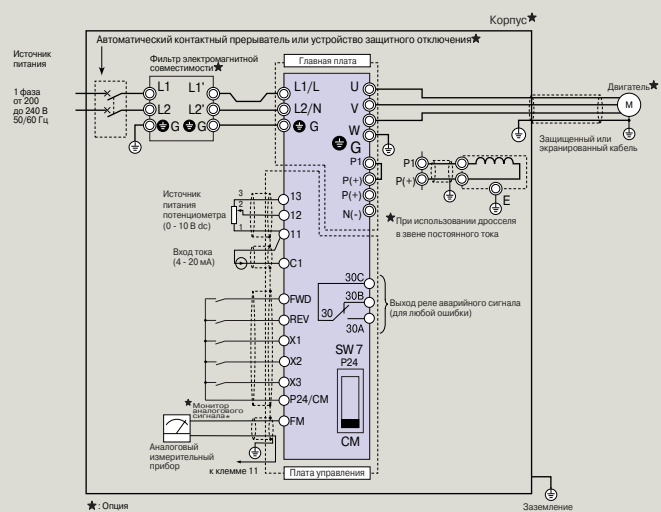 Корпус★
Автоматический контактный прерыватель или устройство защитного отключения★
Источник
питания
Фильтр электромагнитной
совместимости★
Главная плата
Двигатель★
L1 L1'
L2 L2'
G G
L1/L
L2/N
G
U
V
W
G
M
1 фаза
от 200
до 240 В
50/60 Гц
Защищенный или
экранированный кабель
P1
P(+)
P(+)
N(-)
P1
P(+)
E
★ При использовании дросселя
в звене постоянного тока
Источник
питания
потенциометра
(0 - 10 В dc)
3
2
1
13
12
11
Вход тока
(4 - 20 мА)
C1
30C
30B
30
30A
Выход реле аварийного сигнала
(для любой ошибки)
FWD
REV
X1
X2
X3
P24/CM
FM
SW7
P24
CM
★ Монитор
аналогового
сигнала★
Аналоговый
измерительный
прибор
к клемме 11
Плата управления
★: Опция
Заземление